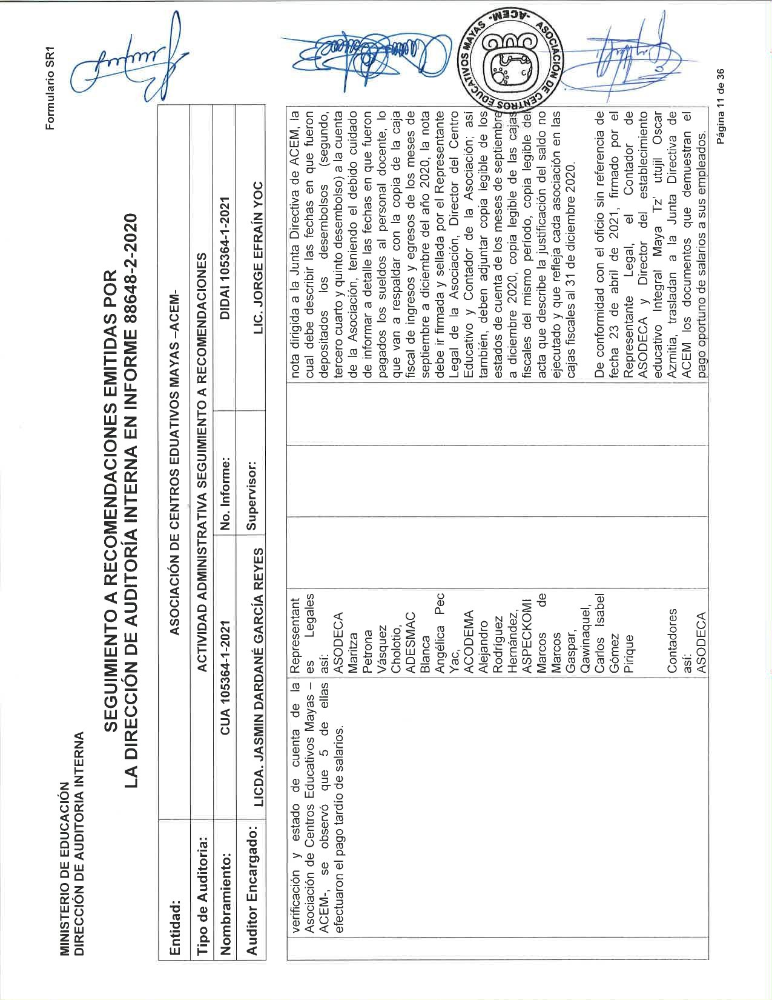 Formulario SR1
MINISTERIO DE EDUCACIÓN
DIRECCIÓN DE AUDITORIA INTERNA
SEGUIMIENTO A RECOMENDACIONES EMITIDAS POR
LA DIRECCIÓN DE AUDITORÍA INTERNA EN INFORME 88648-2-2020
Entidad: ASOCIACIÓN DE CENTROS EDUATIVOS MAYAS –ACEM-
Tipo de Auditoria: ACTIVIDAD ADMINISTRATIVA SEGUIMIENTO A RECOMENDACIONES
Nombramiento: CUA 105364-1-2021 No. Informe: DIDAI 105364-1-2021
Auditor Encargado: LICDA. JASMIN DARDANÉ GARCÍA REYES Supervisor: LIC. JORGE EFRAÍN YOC
verificación y estado de cuenta de la
Asociación de Centros Educativos Mayas –
ACEM-, se observó que 5 de ellas
efectuaron el pago tardío de salarios.
Representant
es Legales
así:
ASODECA
Maritza
Petrona
Vásquez
Cholotio,
ADESMAC
Blanca
Angélica Pec
Yac,
ACODEMA
Alejandro
Rodríguez
Hernández,
ASPECKOMI
Marcos de
Marcos
Gaspar,
Qawinaquel,
Carlos Isabel
Gómez
Pirique
Contadores
así:
ASODECA
nota dirigida a la Junta Directiva de ACEM, la
cual debe describir las fechas en que fueron
depositados los desembolsos (segundo,
tercero cuarto y quinto desembolso) a la cuenta
de la Asociación, teniendo el debido cuidado
de informar a detalle las fechas en que fueron
pagados los sueldos al personal docente, lo
que van a respaldar con la copia de la caja
fiscal de ingresos y egresos de los meses de
septiembre a diciembre del año 2020, la nota
debe ir firmada y sellada por el Representante
Legal de la Asociación, Director del Centro
Educativo y Contador de la Asociación; así
también, deben adjuntar copia legible de los
estados de cuenta de los meses de septiembre
a diciembre 2020, copia legible de las cajas
fiscales del mismo período, copia legible del
acta que describe la justificación del saldo no
ejecutado y que refleja cada asociación en las
cajas fiscales al 31 de diciembre 2020.
De conformidad con el oficio sin referencia de
fecha 23 de abril de 2021, firmado por el
Representante Legal, el Contador de
ASODECA y Director del establecimiento
educativo Integral Maya Tz' utujil Oscar
Azmitia, trasladan a la Junta Directiva de
ACEM los documentos que demuestran el
pago oportuno de salarios a sus empleados.
ASOCIACIÓN DE CENTROS EDUCATIVOS MAYAS -ACEM-
Página 11 de 36